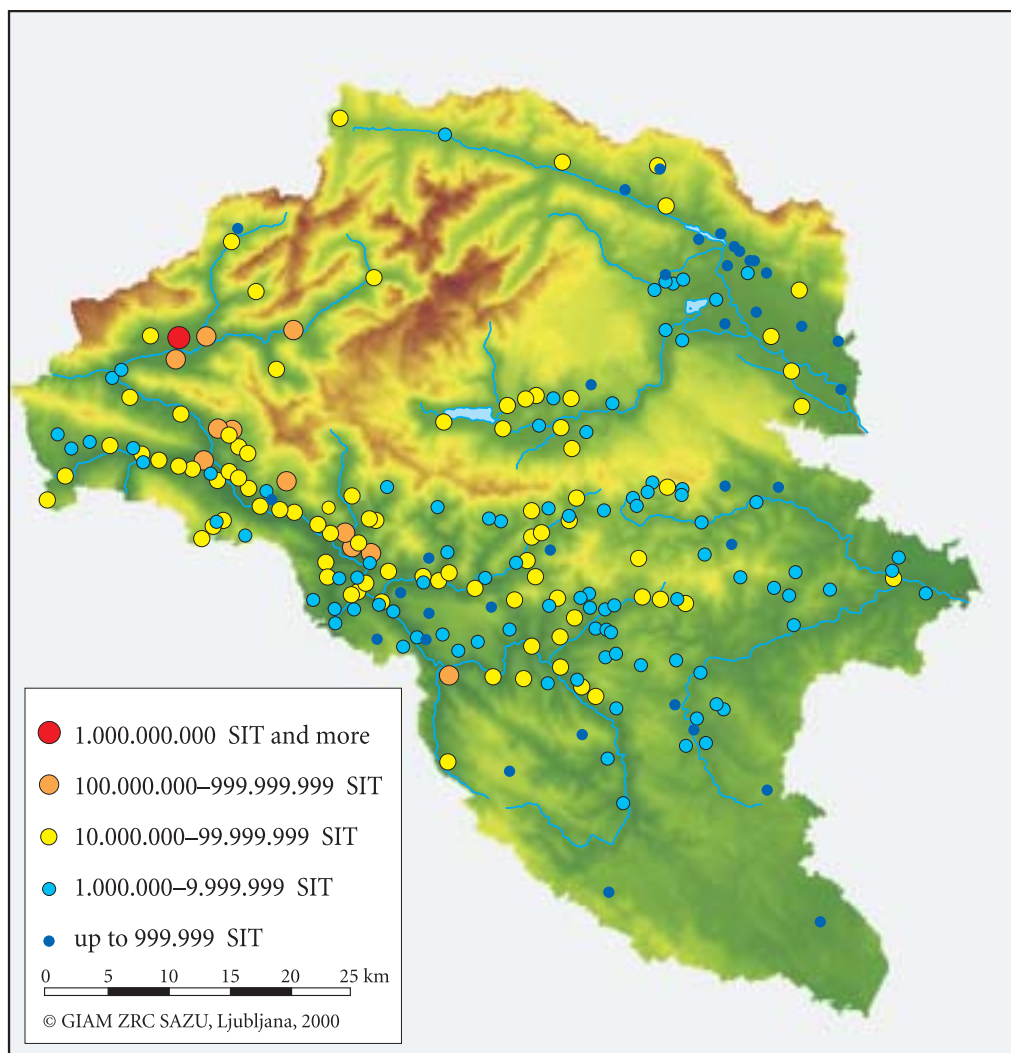 1.000.000.000 SIT and more
100.000.000–999.999.999 SIT
10.000.000–99.999.999 SIT
1.000.000–9.999.999 SIT
up to 999.999 SIT
0 5 10 15 20 25 km
© GIAM ZRC SAZU, Ljubljana, 2000